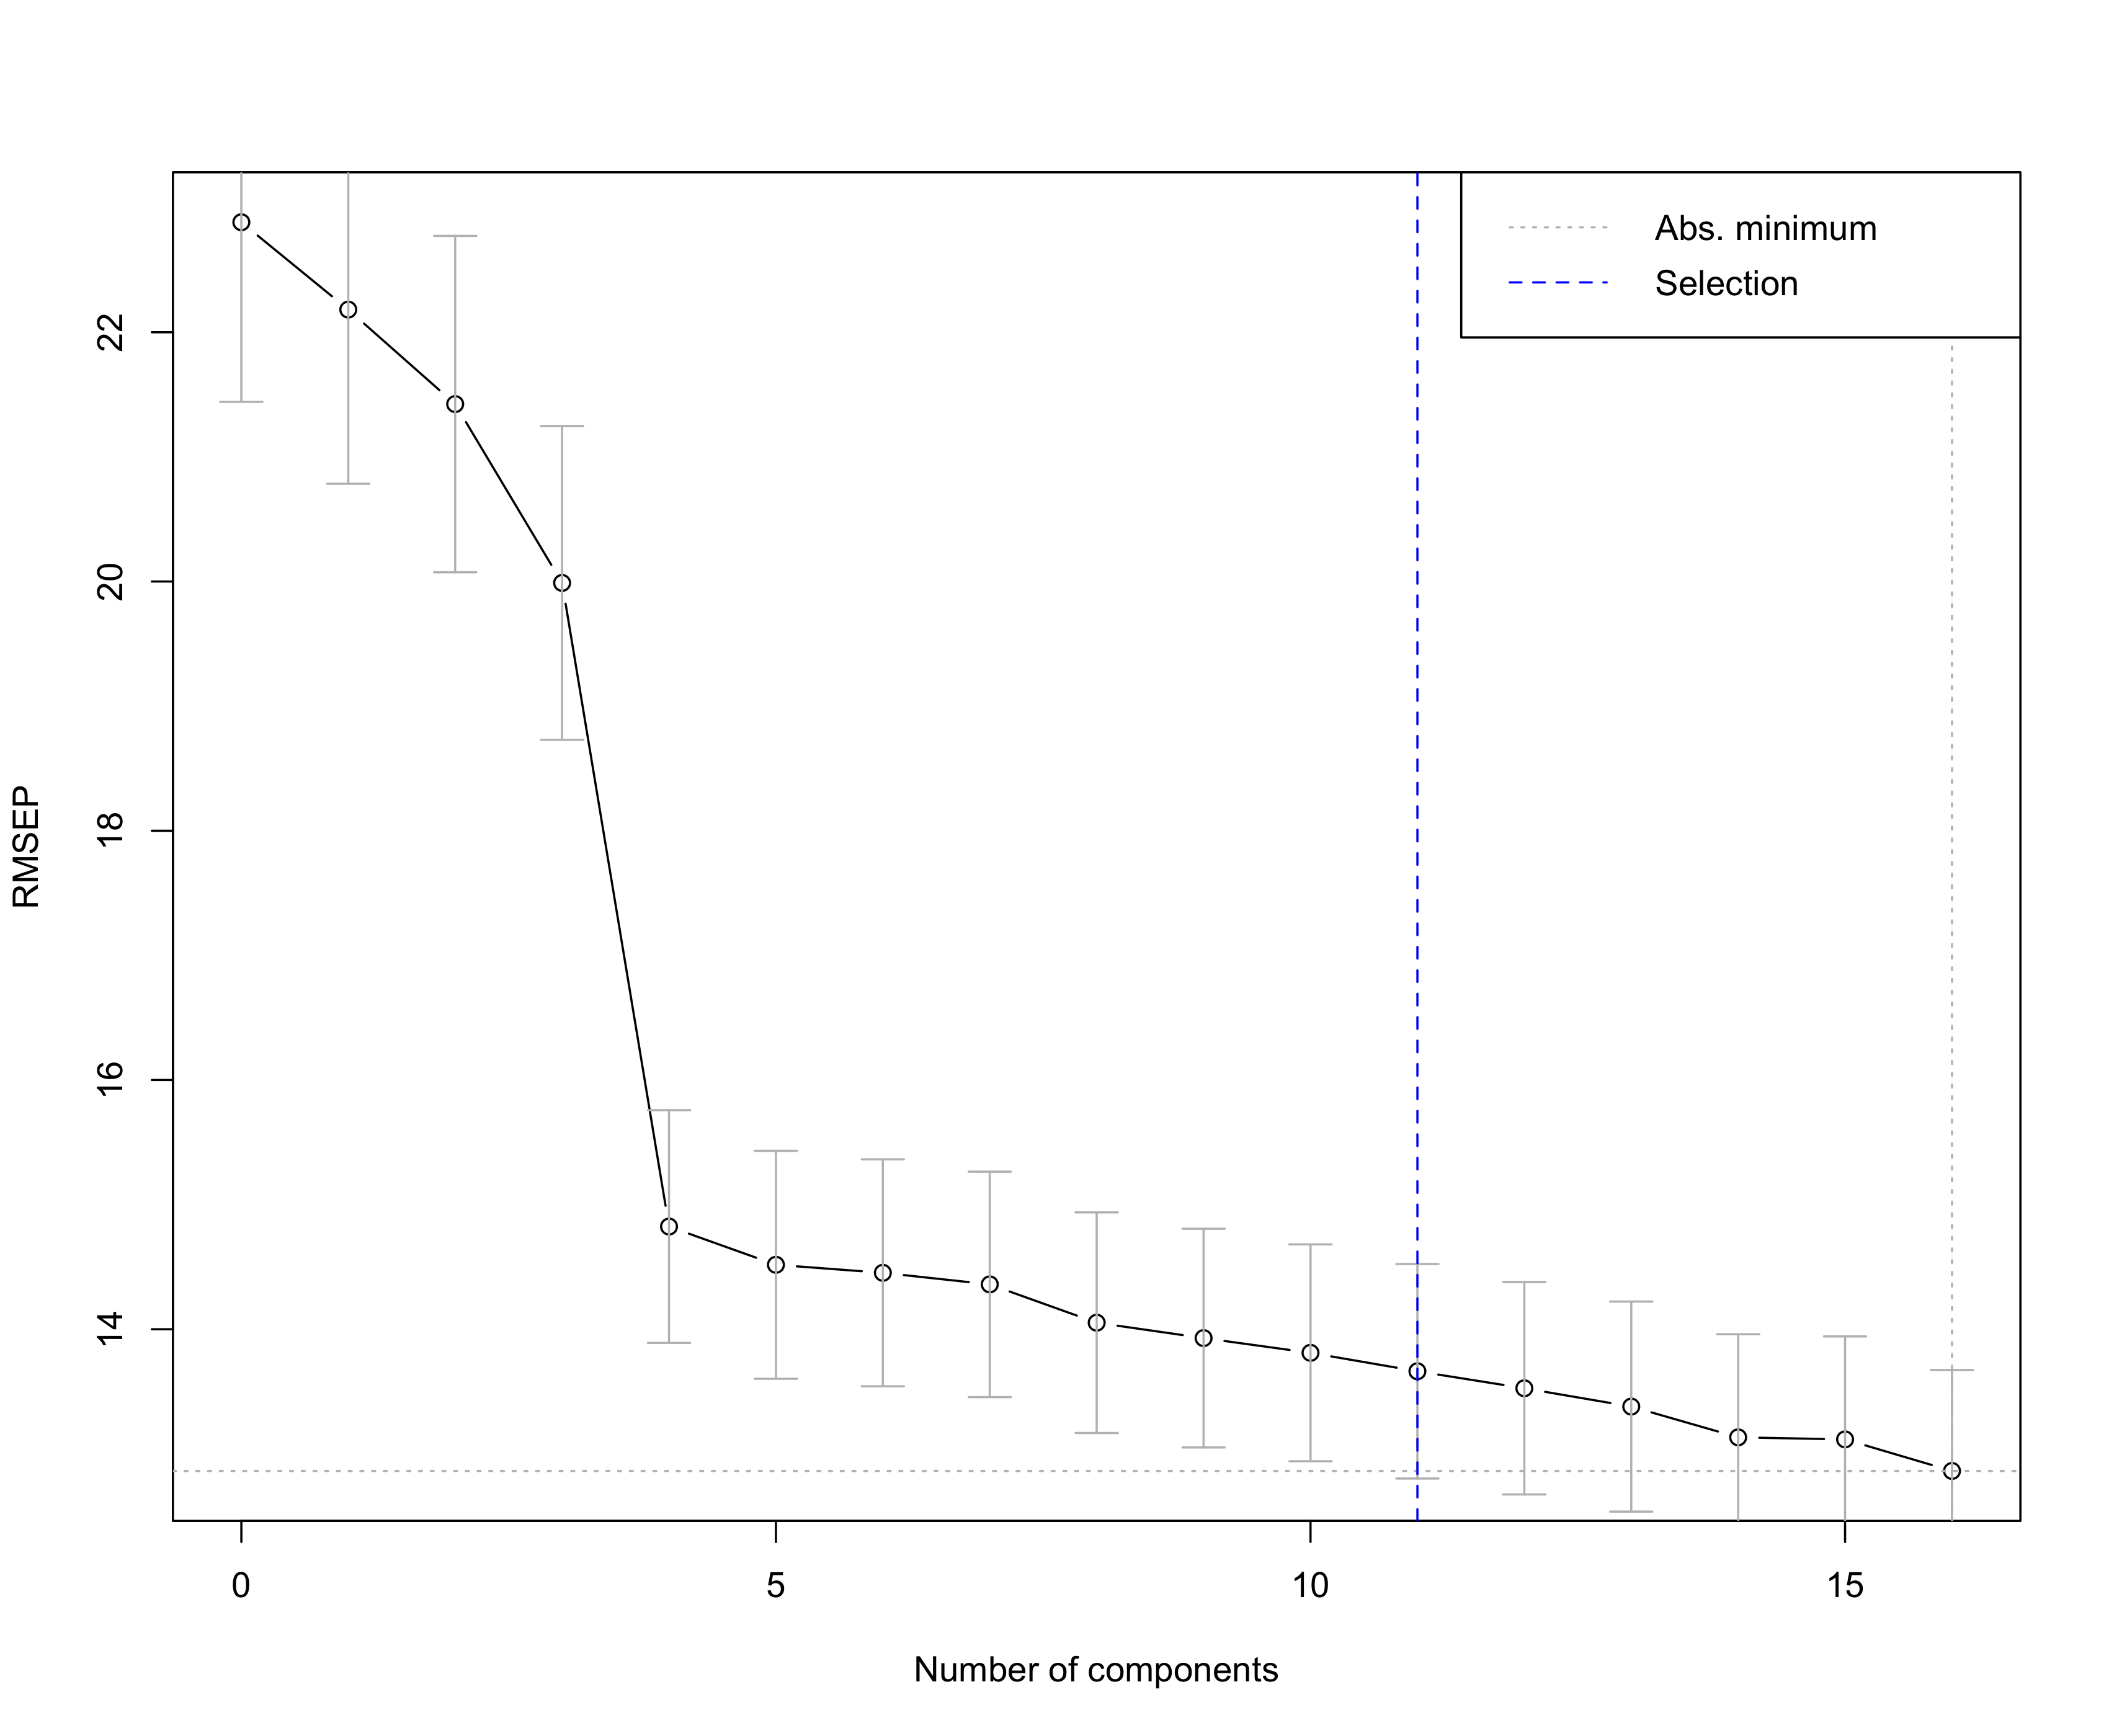 Abs. minimum
Selection
22
20
18
16
14
RMSEP
0 5 10 15
Number of components